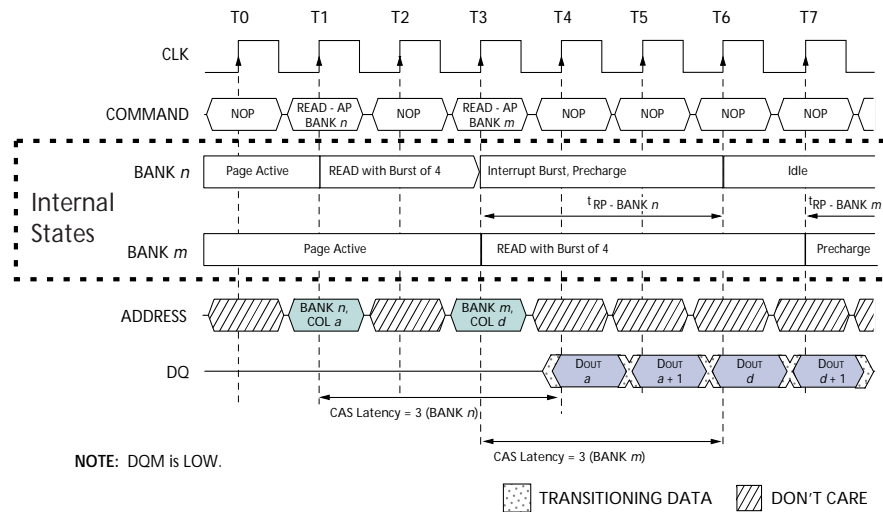 T0 T1 T2 T3 T4 T5 T6 T7
CLK
COMMAND NOP READ - AP NOP READ - AP NOP NOP NOP NOP
BANK n BANK m
BANK n Page Active READ with Burst of 4 Interrupt Burst, Precharge Idle
Internal
States
tRP - BANK n tRP - BANK m
BANK m Page Active READ with Burst of 4 Precharge
ADDRESS BANK n, BANK m,
COL a COL d
DQ DOUT DOUT DOUT DOUT
a a + 1 d d + 1
CAS Latency = 3 (BANK n)
CAS Latency = 3 (BANK m)
NOTE: DQM is LOW.
TRANSITIONING DATA DON'T CARE